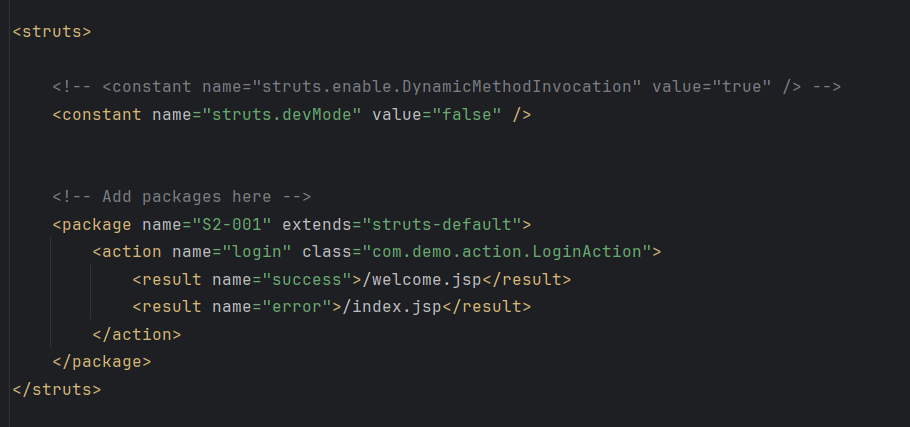 <struts>
<!-- <constant name="struts.enable.DynamicMethodInvocation" value="true" /> -->
<constant name="struts.devMode" value="false" />
<!-- Add packages here -->
<package name="S2-001" extends="struts-default">
<action name="login" class="com.demo.action.LoginAction">
<result name="success">/welcome.jsp</result>
<result name="error">/index.jsp</result>
</action>
</package>
</struts>